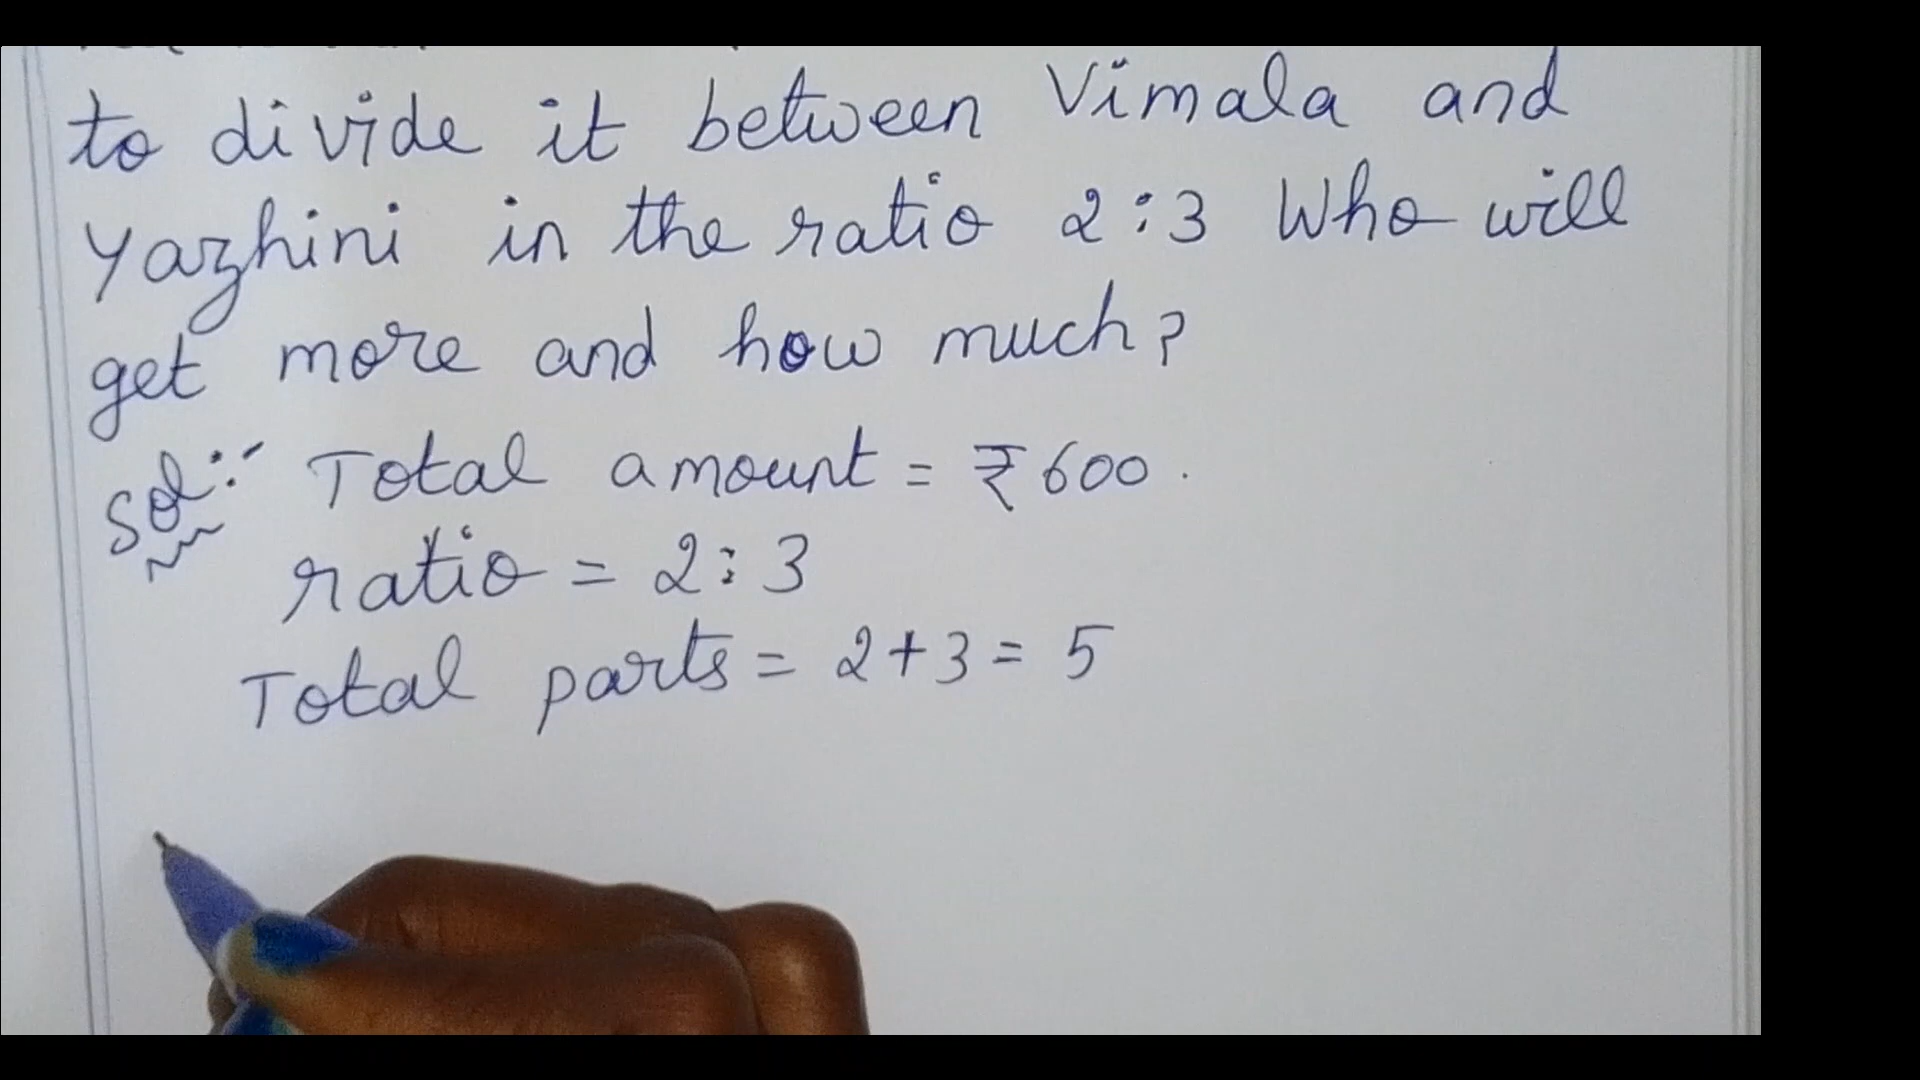 to divide it between Vimala and
Yazhini in the ratio 2:3 Who will
get more and how much?
Sol:- Total amount = ₹600.
ratio = 2:3
Total parts = 2+3 = 5